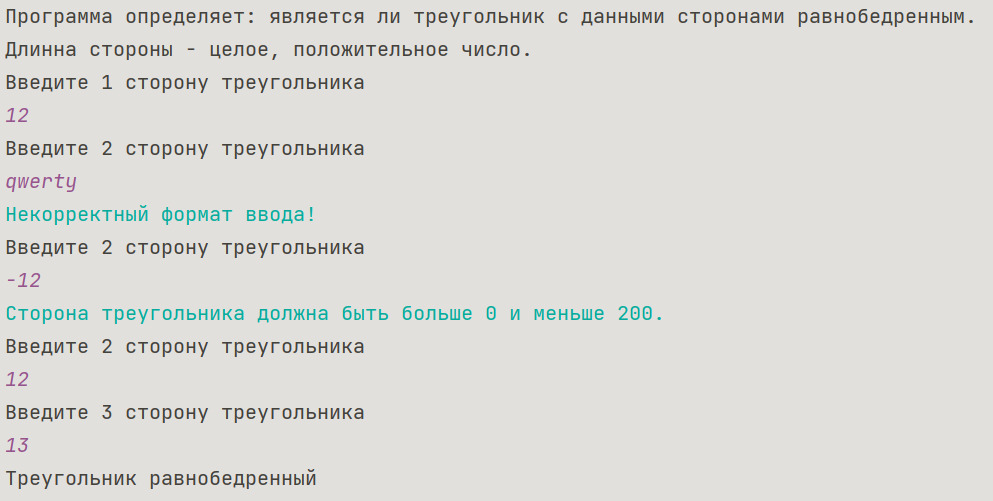 Программа определяет: является ли треугольник с данными сторонами равнобедренным.
Длинна стороны - целое, положительное число.
Введите 1 сторону треугольника
12
Введите 2 сторону треугольника
qwerty
Некорректный формат ввода!
Введите 2 сторону треугольника
-12
Сторона треугольника должна быть больше 0 и меньше 200.
Введите 2 сторону треугольника
12
Введите 3 сторону треугольника
13
Треугольник равнобедренный